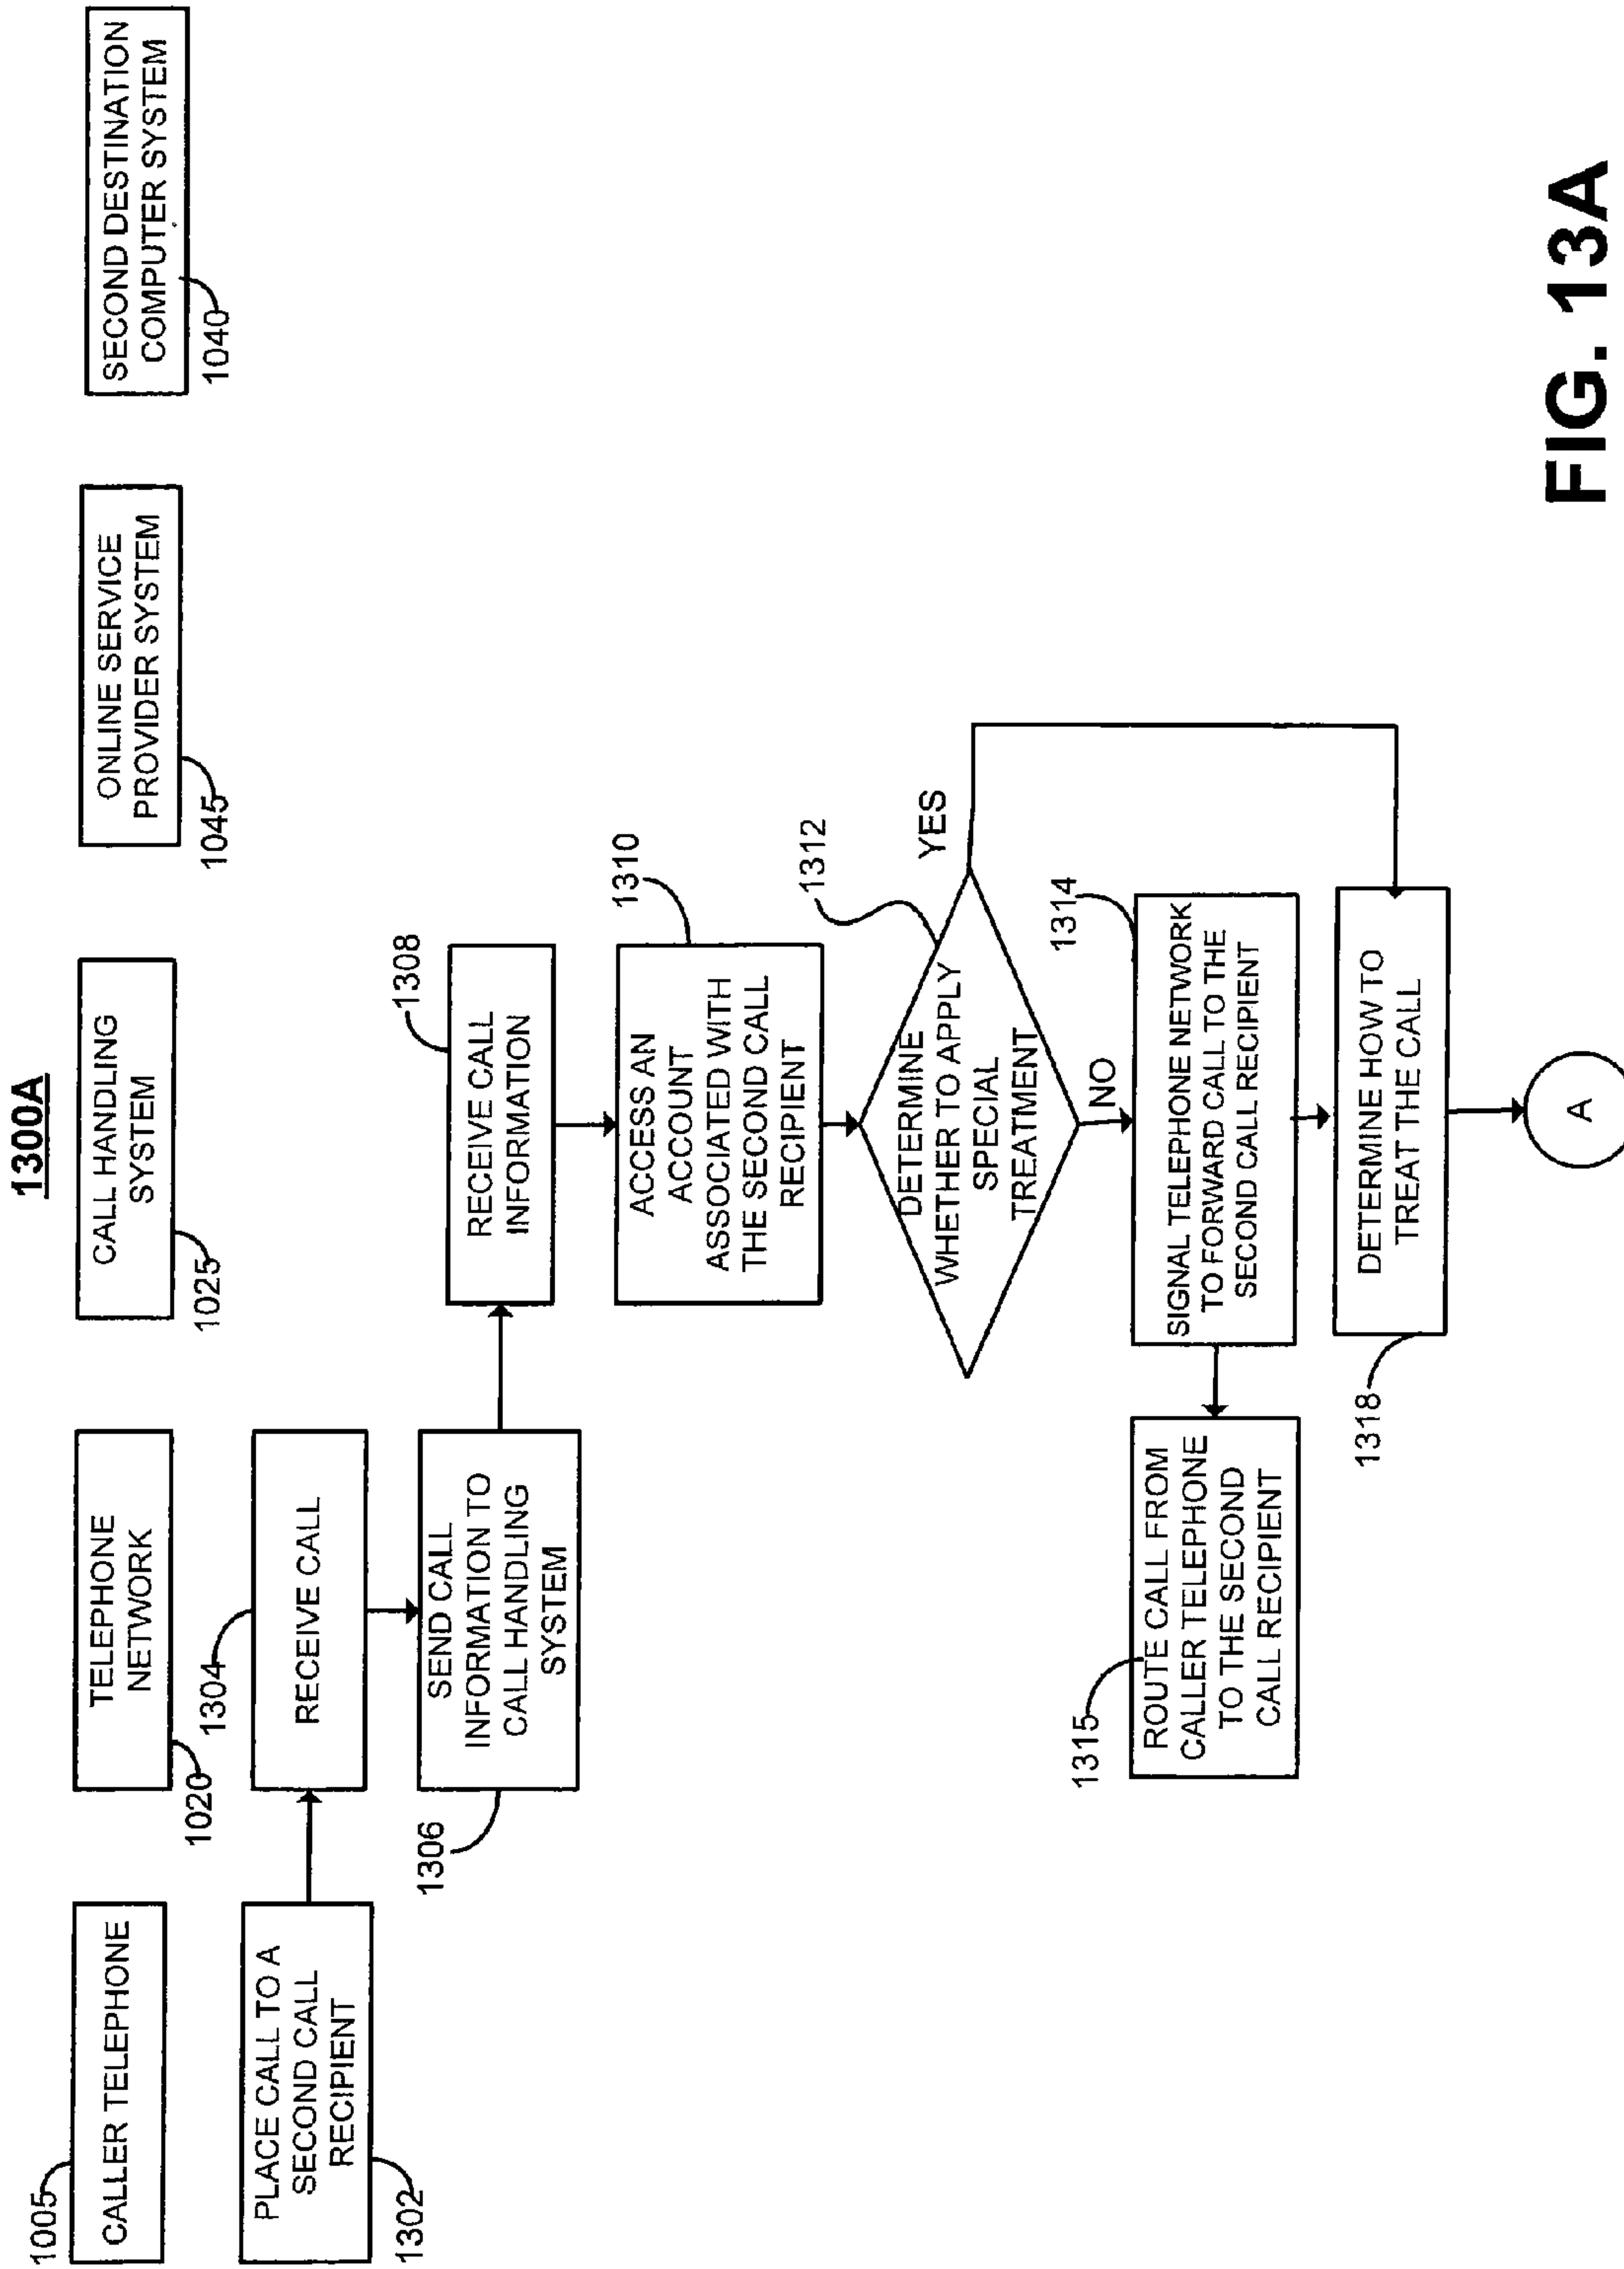 1300A
CALLER TELEPHONE
1005
TELEPHONE
NETWORK
1020
CALL HANDLING
SYSTEM
1025
ONLINE SERVICE
PROVIDER SYSTEM
1045
SECOND DESTINATION
COMPUTER SYSTEM
1040
PLACE CALL TO A
SECOND CALL
RECIPIENT
1302
1304
RECEIVE CALL
SEND CALL
INFORMATION TO
CALL HANDLING
SYSTEM
1306
1308
RECEIVE CALL
INFORMATION
1310
ACCESS AN
ACCOUNT
ASSOCIATED WITH
THE SECOND CALL
RECIPIENT
1312
DETERMINE
WHETHER TO APPLY
SPECIAL
TREATMENT
YES
NO
1314
SIGNAL TELEPHONE NETWORK
TO FORWARD CALL TO THE
SECOND CALL RECIPIENT
1315
ROUTE CALL FROM
CALLER TELEPHONE
TO THE SECOND
CALL RECIPIENT
1318
DETERMINE HOW TO
TREAT THE CALL
A
FIG. 13A